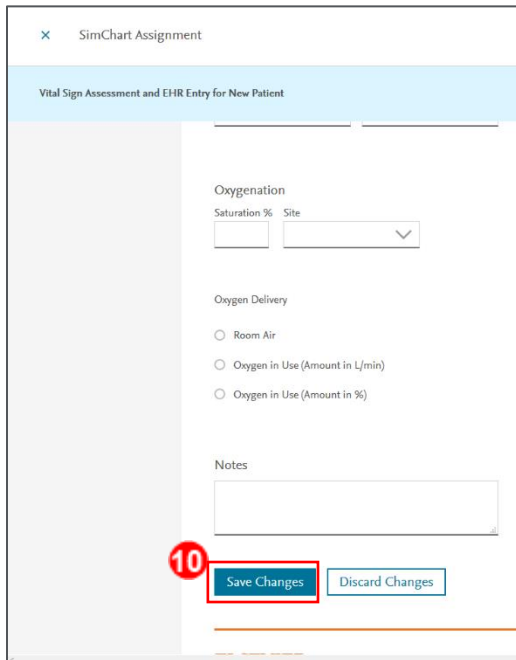 × SimChart Assignment
Vital Sign Assessment and EHR Entry for New Patient
Oxygenation
Saturation % Site
Oxygen Delivery
Room Air
Oxygen in Use (Amount in L/min)
Oxygen in Use (Amount in %)
Notes
10
Save Changes Discard Changes